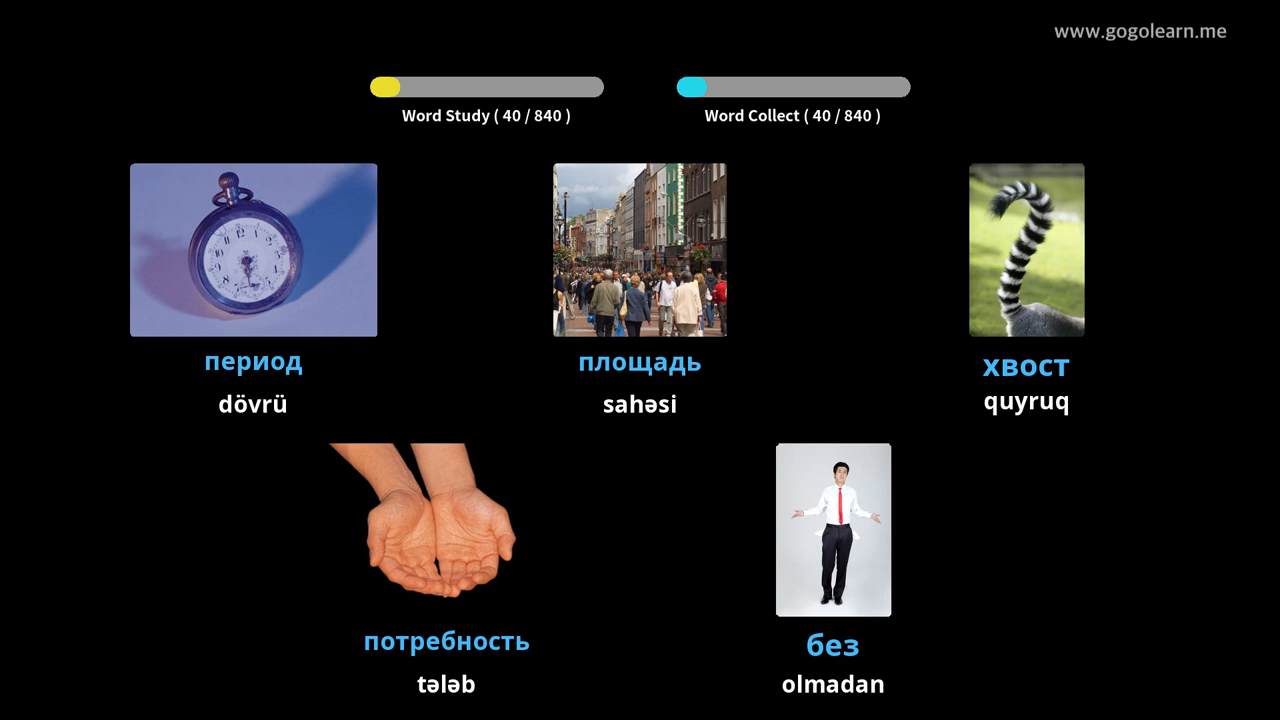 www.gogolearn.me
Word Study ( 40 / 840 )
Word Collect ( 40 / 840 )
период
площадь
хвост
dövrü
sahəsi
quyruq
потребность
без
tələb
olmadan